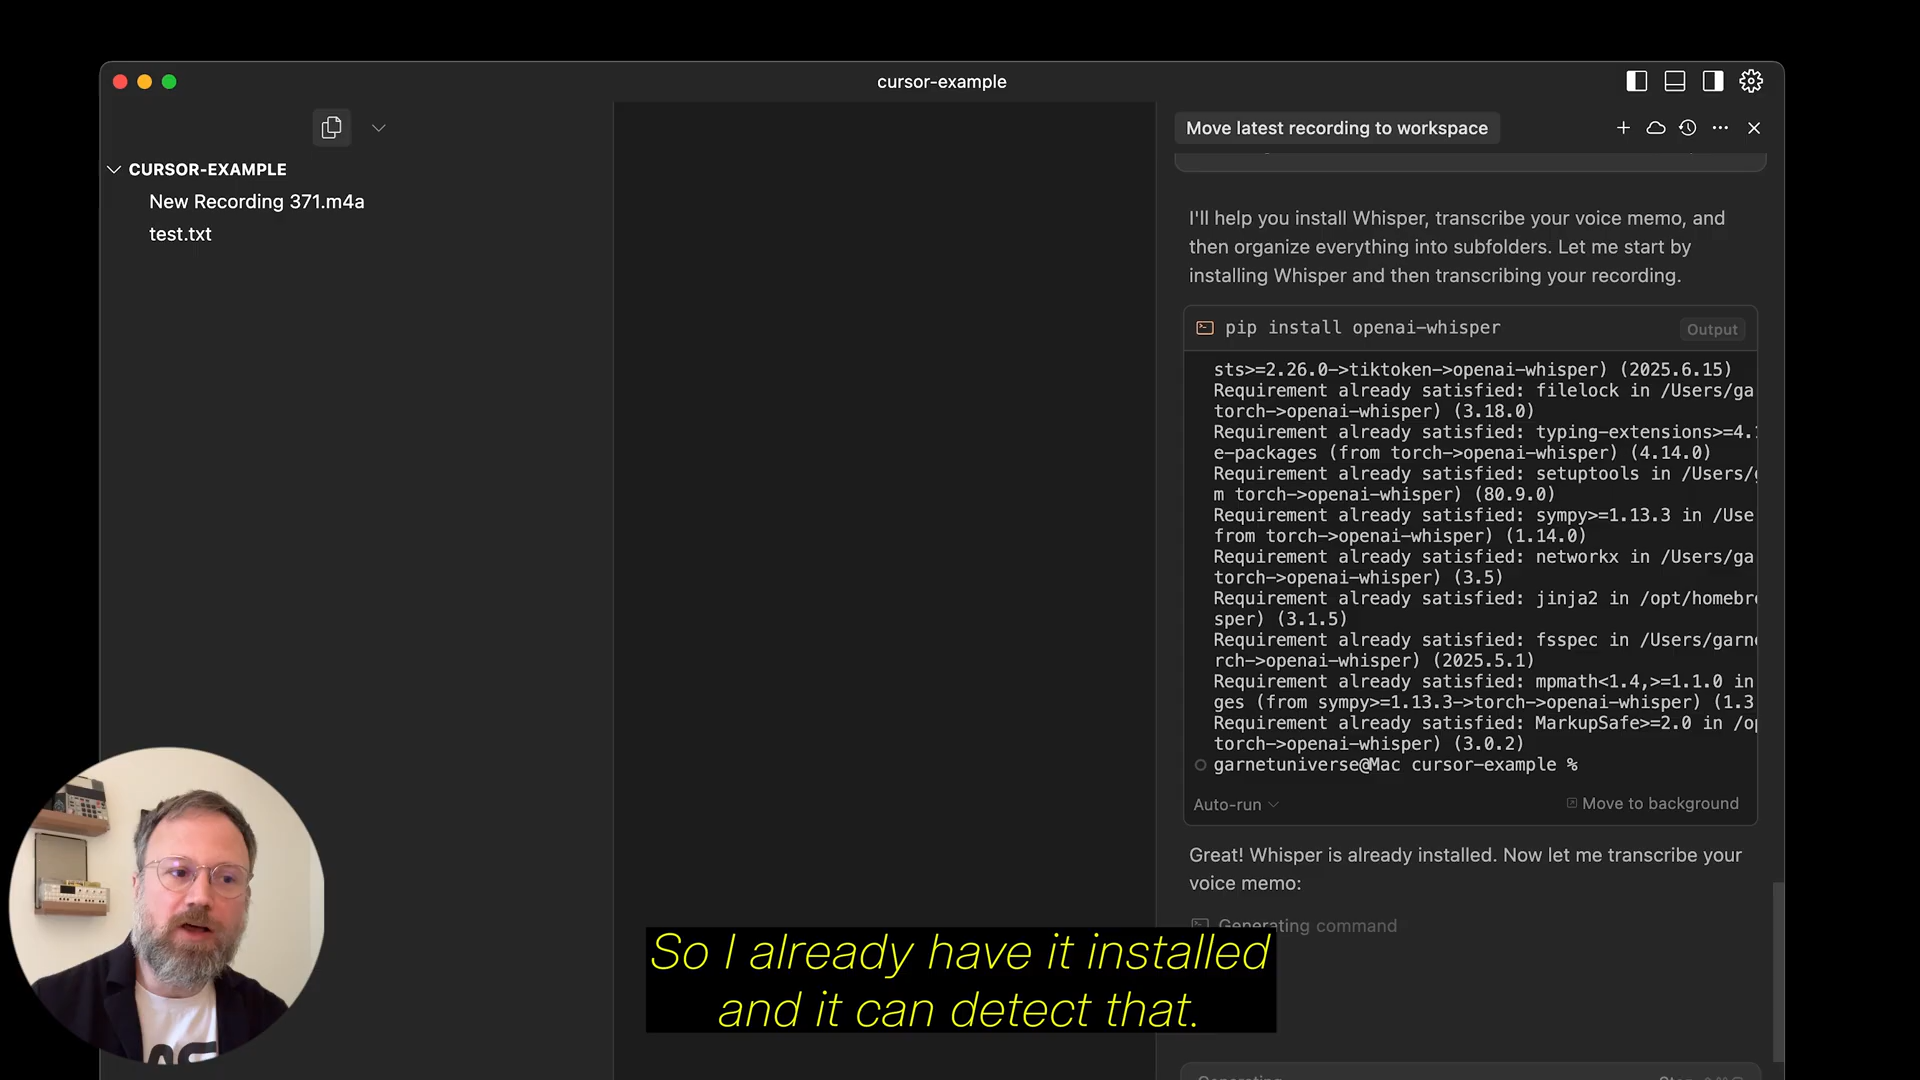 cursor-example
CURSOR-EXAMPLE
New Recording 371.m4a
test.txt
Move latest recording to workspace
I'll help you install Whisper, transcribe your voice memo, and
then organize everything into subfolders. Let me start by
installing Whisper and then transcribing your recording.
pip install openai-whisper
Output
sts>=2.26.0->tiktoken->openai-whisper) (2025.6.15)
Requirement already satisfied: filelock in /Users/ga
torch->openai-whisper) (3.18.0)
Requirement already satisfied: typing-extensions>=4.
e-packages (from torch->openai-whisper) (4.14.0)
Requirement already satisfied: setuptools in /Users/
m torch->openai-whisper) (80.9.0)
Requirement already satisfied: sympy>=1.13.3 in /Use
from torch->openai-whisper) (1.14.0)
Requirement already satisfied: networkx in /Users/ga
torch->openai-whisper) (3.5)
Requirement already satisfied: jinja2 in /opt/homebr
sper) (3.1.5)
Requirement already satisfied: fsspec in /Users/garn
rch->openai-whisper) (2025.5.1)
Requirement already satisfied: mpmath<1.4,>=1.1.0 in
ges (from sympy>=1.13.3->torch->openai-whisper) (1.3
Requirement already satisfied: MarkupSafe>=2.0 in /o
torch->openai-whisper) (3.0.2)
garnetuniverse@Mac cursor-example %
Auto-run
Move to background
Great! Whisper is already installed. Now let me transcribe your
voice memo:
Generating command
So I already have it installed
and it can detect that.